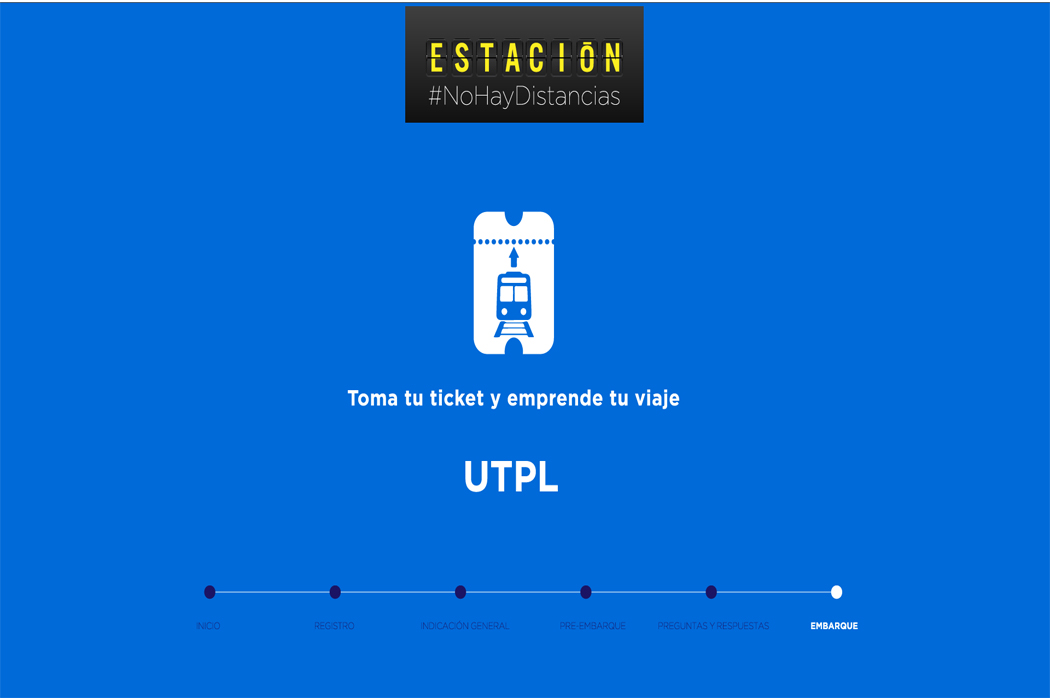 ESTACIÓN
#NoHayDistancias
Toma tu ticket y emprende tu viaje
UTPL
INICIO
REGISTRO
INDICACIÓN GENERAL
PRE-EMBARQUE
PREGUNTAS Y RESPUESTAS
EMBARQUE